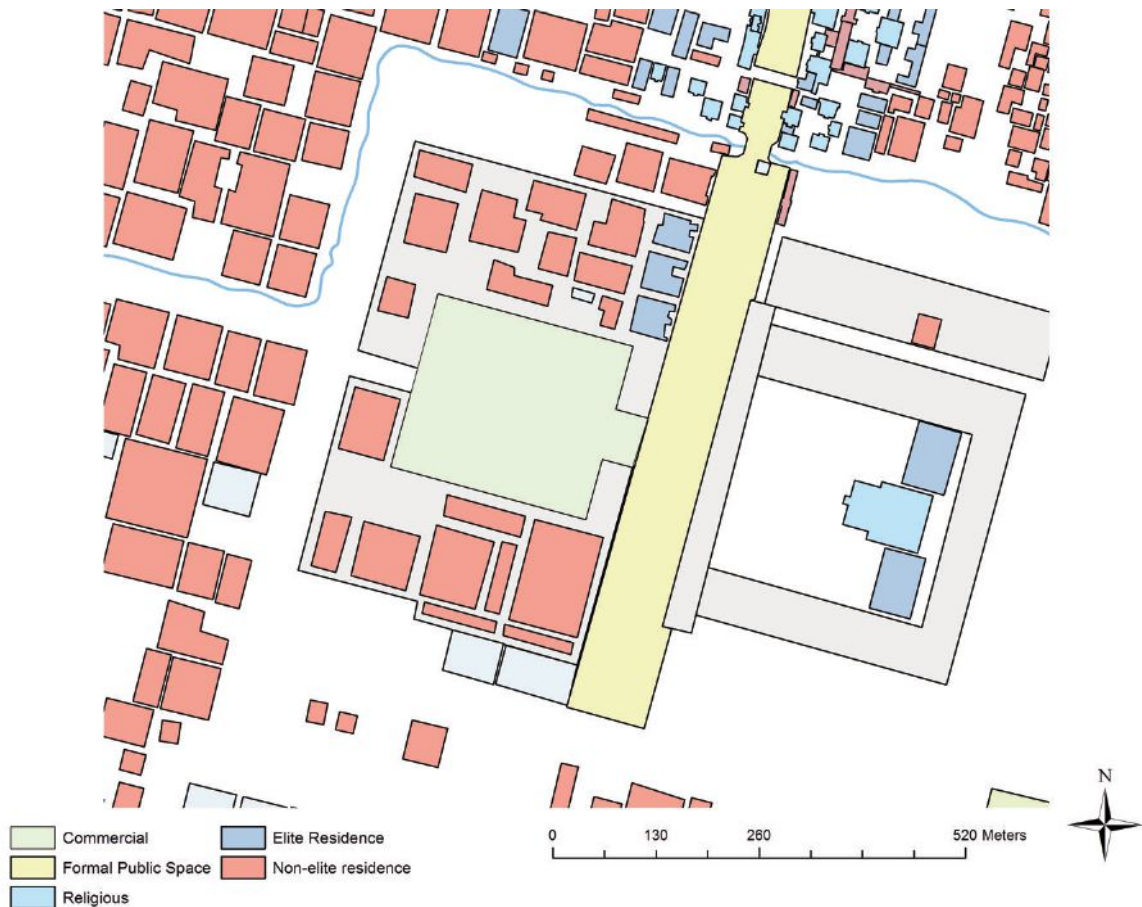 N
Commercial
Elite Residence
Formal Public Space
Non-elite residence
Religious
0 130 260 520 Meters